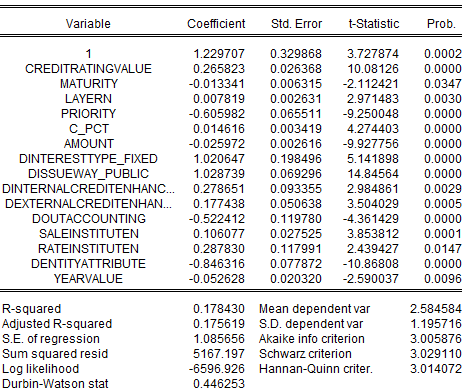 Variable Coefficient Std. Error t-Statistic Prob.
1 1.229707 0.329868 3.727874 0.0002
CREDITRATINGVALUE 0.265823 0.026368 10.08126 0.0000
MATURITY -0.013341 0.006315 -2.112421 0.0347
LAYERN 0.007819 0.002631 2.971483 0.0030
PRIORITY -0.605982 0.065511 -9.250048 0.0000
C_PCT 0.014616 0.003419 4.274403 0.0000
AMOUNT -0.025972 0.002616 -9.927756 0.0000
DINTERESTTYPE_FIXED 1.020647 0.198496 5.141898 0.0000
DISSUEWAY_PUBLIC 1.028739 0.069296 14.84564 0.0000
DINTERNALCREDITENHANC... 0.278651 0.093355 2.984861 0.0029
DEXTERNALCREDITENHAN... 0.177438 0.050638 3.504029 0.0005
DOUTACCOUNTING -0.522412 0.119780 -4.361429 0.0000
SALEINSTITUTEN 0.106077 0.027525 3.853812 0.0001
RATEINSTITUTEN 0.287830 0.117991 2.439427 0.0147
DENTITYATTRIBUTE -0.846316 0.077872 -10.86808 0.0000
YEARVALUE -0.052628 0.020320 -2.590037 0.0096
R-squared 0.178430 Mean dependent var 2.584584
Adjusted R-squared 0.175619 S.D. dependent var 1.195716
S.E. of regression 1.085656 Akaike info criterion 3.005876
Sum squared resid 5167.197 Schwarz criterion 3.029110
Log likelihood -6596.926 Hannan-Quinn criter. 3.014072
Durbin-Watson stat 0.446253